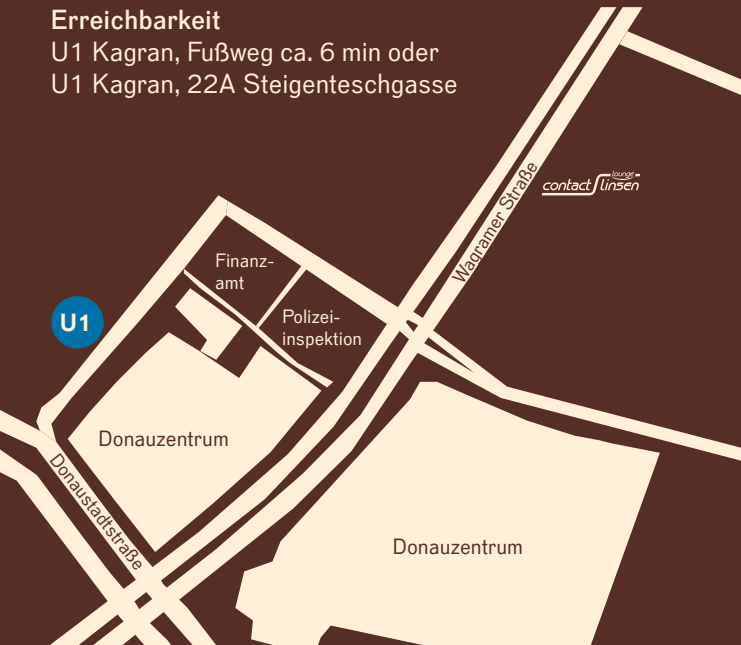 Erreichbarkeit
U1 Kagran, Fußweg ca. 6 min oder
U1 Kagran, 22A Steigenteschgasse
Wagramer Straße
lounge
contact linsen
Finanz-
amt
Polizei-
inspektion
U1
Donauzentrum
Donaustadtstraße
Donauzentrum